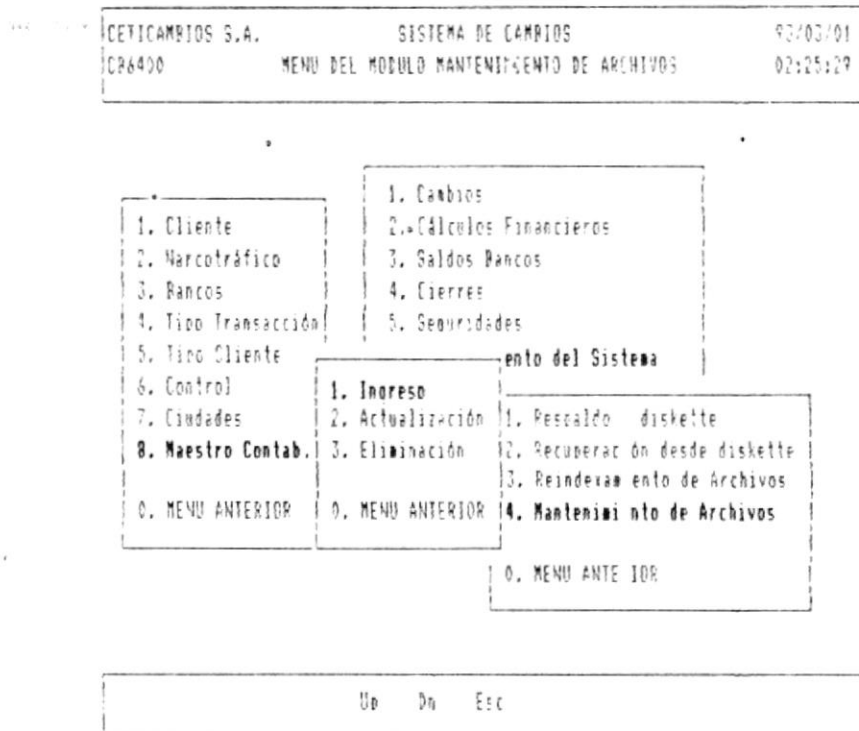 CETICAMBIOS S.A. SISTEMA DE CAMBIOS 93/03/01
CB6400 MENU DEL MODULO MANTENIMIENTO DE ARCHIVOS 02:25:29
1. Cambios
2. Cálculos Financieros
3. Saldos Bancos
4. Cierres
5. Seguridades
ento del Sistema
1. Cliente
2. Narcotráfico
3. Bancos
4. Tipo Transacción
5. Tipo Cliente
6. Control
7. Ciudades
8. Maestro Contab.
0. MENU ANTERIOR
1. Ingreso
2. Actualización
3. Eliminación
0. MENU ANTERIOR
1. Respaldo diskette
2. Recuperac ón desde diskette
3. Reindexam ento de Archivos
4. Mantenimi nto de Archivos
0. MENU ANTE IOR
Up Dn Esc